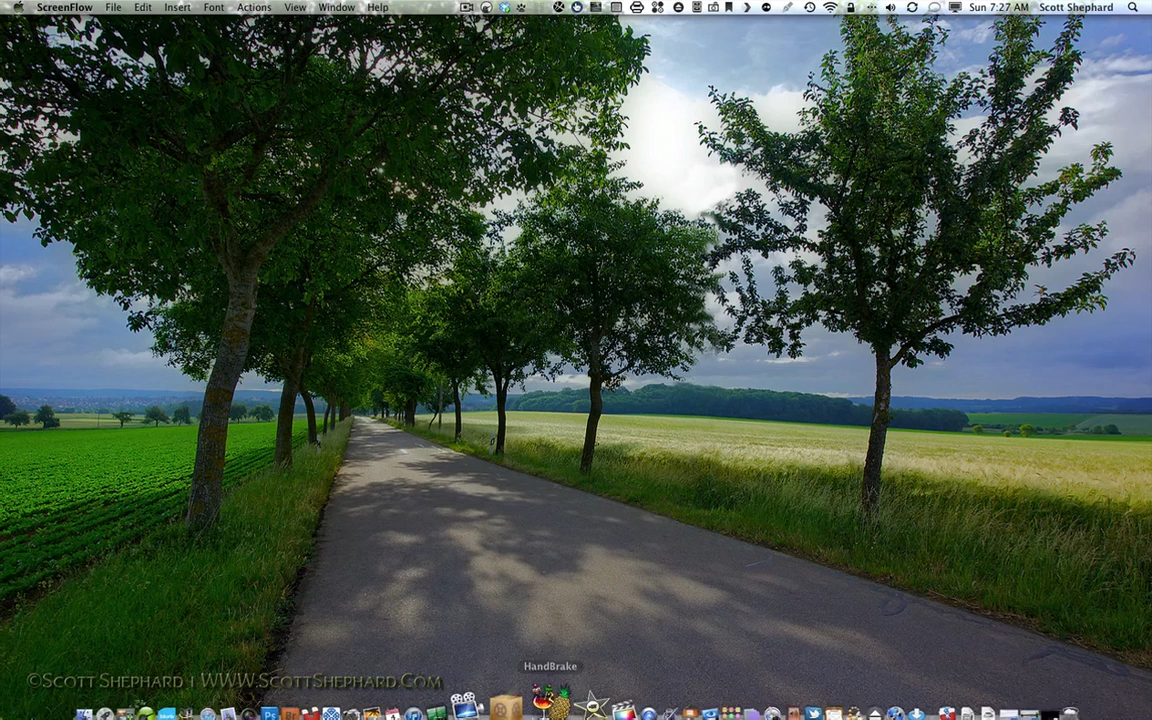 ScreenFlow File Edit Insert Font Actions View Window Help Sun 7:27 AM Scott Shephard
HandBrake
©Scott Shephard | WWW.ScottShephard.Com